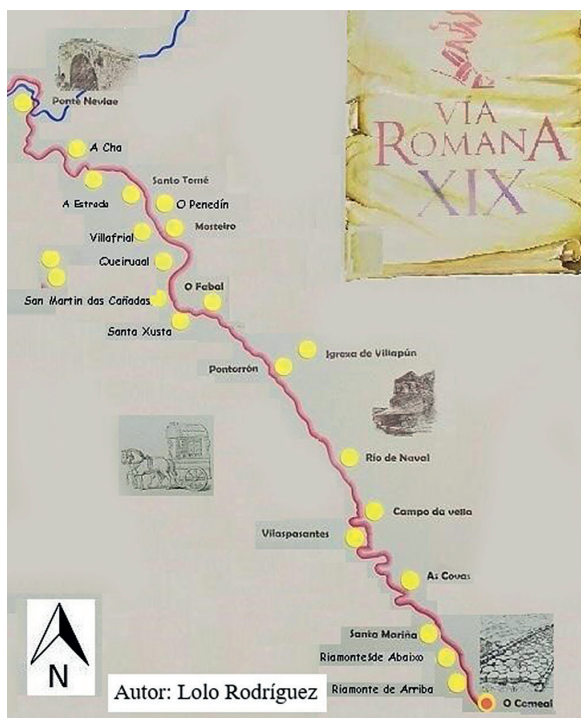 VÍA
ROMANA
XIX
Ponte Neviae
A Cha
Santo Tomé
A Estrada
O Penedín
Mosteiro
Villafrial
Queirugal
O Fabal
San Martin das Cañadas
Santa Xusta
Igrexa de Villapún
Pontorrón
Río de Naval
Campo da vella
Vilaspasantes
As Covas
Santa Mariña
Riamontesde Abaixo
Riamonte de Arriba
O Comeal
N
Autor: Lolo Rodríguez